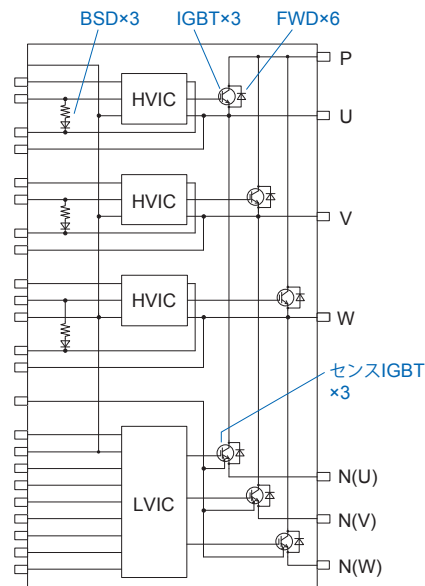 BSD×3 IGBT×3 FWD×6
P
HVIC
U
HVIC
V
HVIC
W
センスIGBT
×3
LVIC
N(U)
N(V)
N(W)